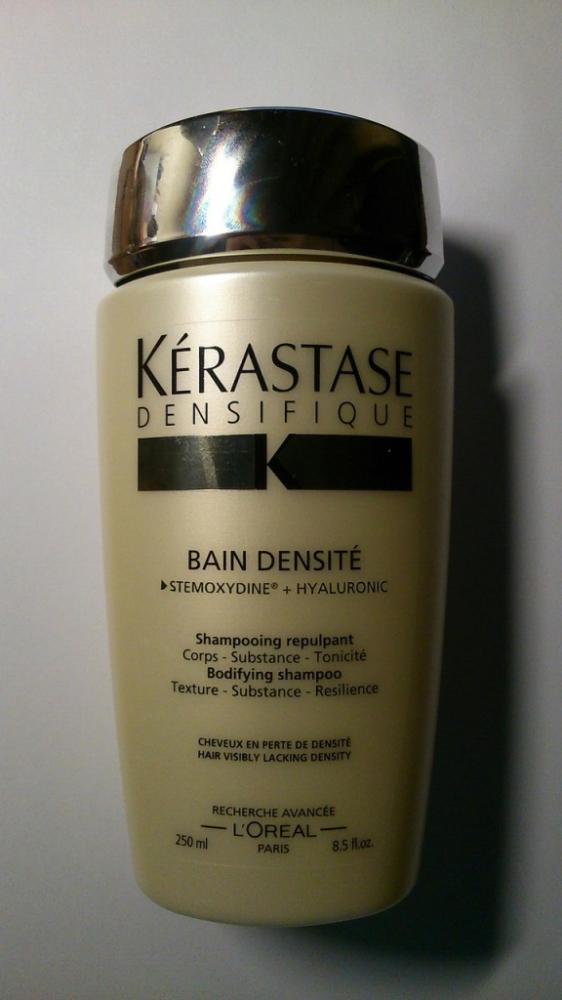 KÉRASTASE
DENSIFIQUE
K
BAIN DENSITÉ
▶STEMOXYDINE® + HYALURONIC
Shampooing repulpant
Corps - Substance - Tonicité
Bodifying shampoo
Texture - Substance - Resilience
CHEVEUX EN PERTE DE DENSITÉ
HAIR VISIBLY LACKING DENSITY
RECHERCHE AVANCÉE
L'ORÉAL
250 ml PARIS 8.5 fl.oz.